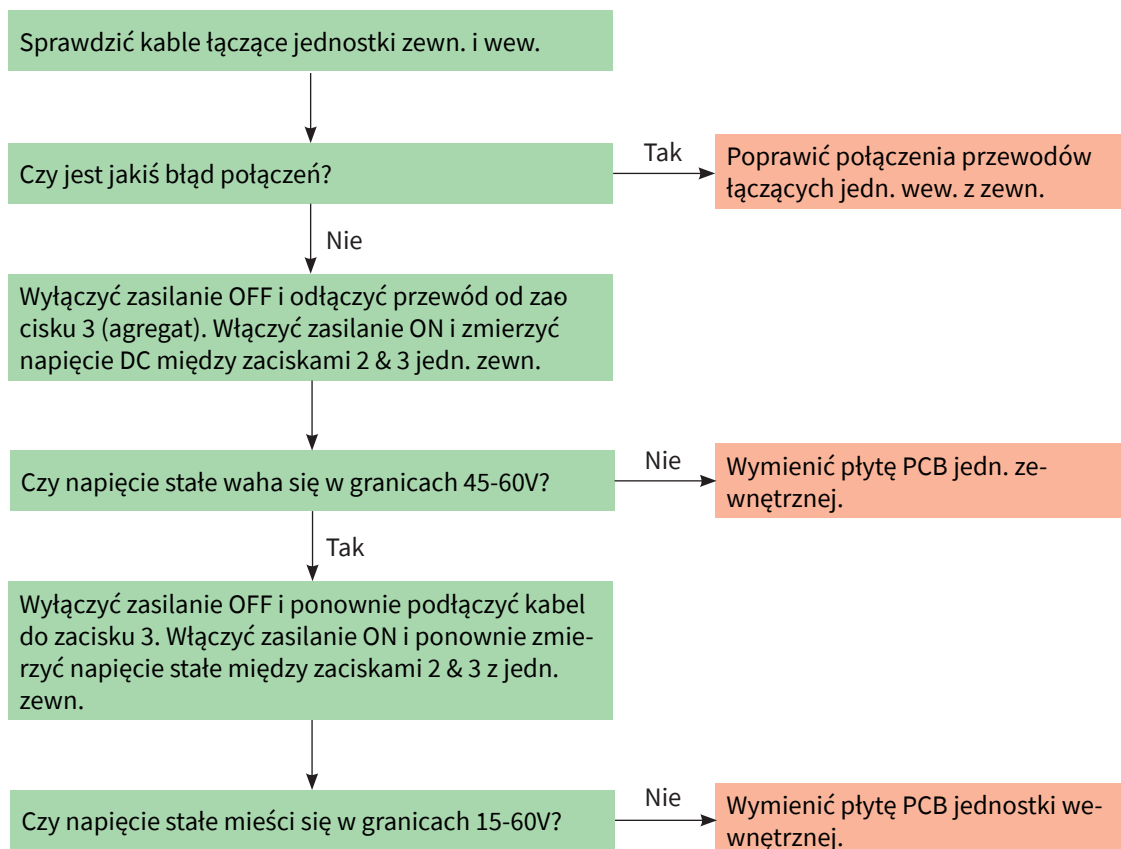 Sprawdzić kable łączące jednostki zewn. i wew.
Czy jest jakiś błąd połączeń?
Tak
Poprawić połączenia przewodów
łączących jedn. wew. z zewn.
Nie
Wyłączyć zasilanie OFF i odłączyć przewód od zaɵ
cisku 3 (agregat). Włączyć zasilanie ON i zmierzyć
napięcie DC między zaciskami 2 & 3 jedn. zewn.
Czy napięcie stałe waha się w granicach 45-60V?
Nie
Wymienić płytę PCB jedn. ze-
wnętrznej.
Tak
Wyłączyć zasilanie OFF i ponownie podłączyć kabel
do zacisku 3. Włączyć zasilanie ON i ponownie zmie-
rzyć napięcie stałe między zaciskami 2 & 3 z jedn.
zewn.
Czy napięcie stałe mieści się w granicach 15-60V?
Nie
Wymienić płytę PCB jednostki we-
wnętrznej.